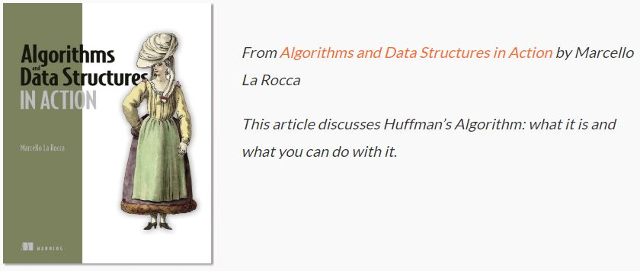 Algorithms
and
Data Structures
IN ACTION
Marcello La Rocca
MANNING
From Algorithms and Data Structures in Action by Marcello
La Rocca
This article discusses Huffman’s Algorithm: what it is and
what you can do with it.